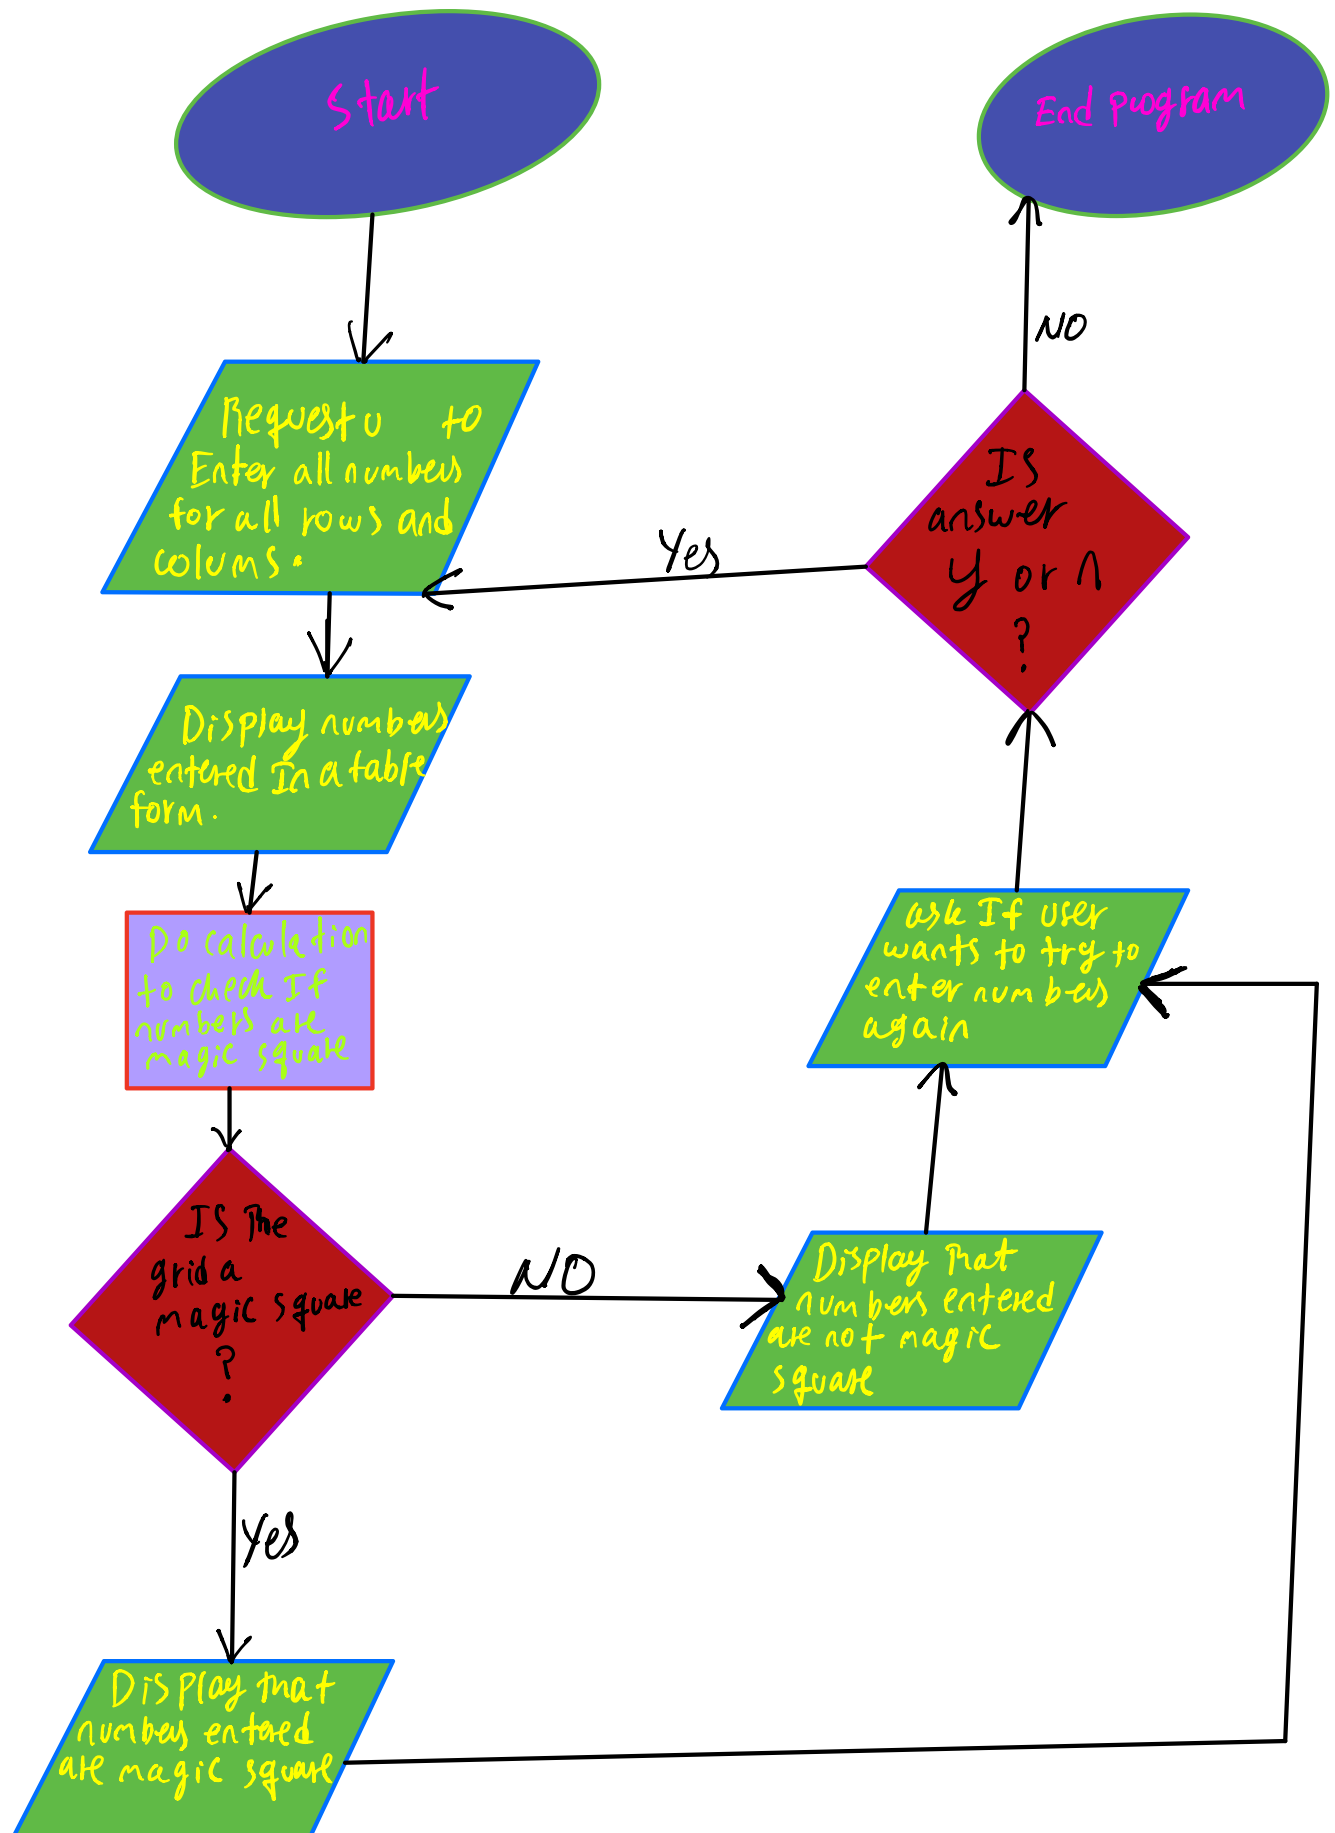 Start
Request u to
Enter all numbers
for all rows and
colums.
Display numbers
entered In a table
form.
Do calculation
to check If
numbers are
magic square
Is The
grid a
magic square
?
Yes
Display that
numbers entered
are magic square
NO
Display That
numbers entered
are not magic
square
ask If user
wants to try to
enter numbers
again
Is
answer
y or n
?
Yes
NO
End program